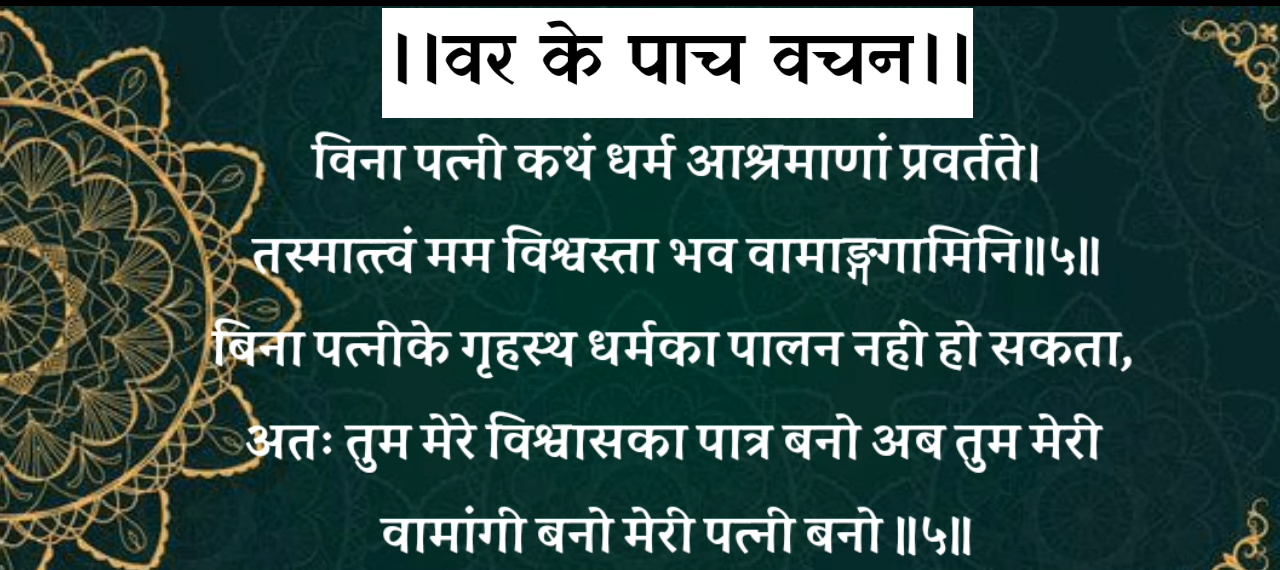 ।।वर के पाच वचन।।
विना पत्नी कथं धर्म आश्रमाणां प्रवर्तते।
तस्मात्त्वं मम विश्वस्ता भव वामाङ्गगामिनि॥५॥
बिना पत्नीके गृहस्थ धर्मका पालन नहीं हो सकता,
अतः तुम मेरे विश्वासका पात्र बनो अब तुम मेरी
वामांगी बनो मेरी पत्नी बनो ॥५॥